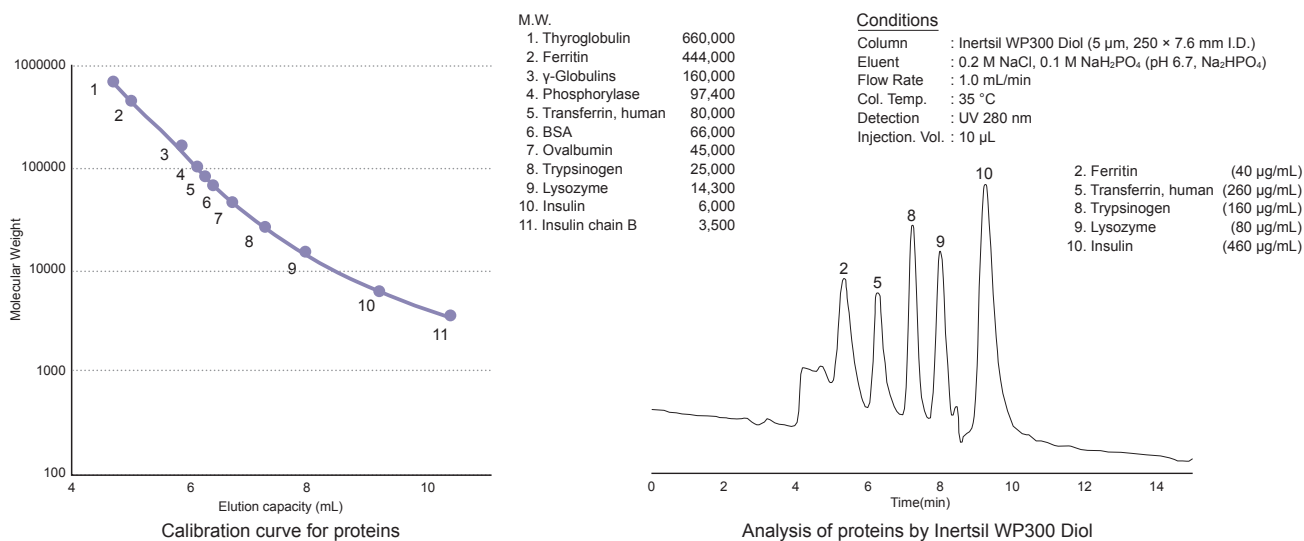 1000000
100000
10000
1000
100
Molecular Weight
1
2
3
4
5
6
7
8
9
10
11
4 6 8 10
Elution capacity (mL)
Calibration curve for proteins
M.W.
1. Thyroglobulin 660,000
2. Ferritin 444,000
3. γ-Globulins 160,000
4. Phosphorylase 97,400
5. Transferrin, human 80,000
6. BSA 66,000
7. Ovalbumin 45,000
8. Trypsinogen 25,000
9. Lysozyme 14,300
10. Insulin 6,000
11. Insulin chain B 3,500
Conditions
Column : Inertsil WP300 Diol (5 μm, 250 × 7.6 mm I.D.)
Eluent : 0.2 M NaCl, 0.1 M NaH₂PO₄ (pH 6.7, Na₂HPO₄)
Flow Rate : 1.0 mL/min
Col. Temp. : 35 °C
Detection : UV 280 nm
Injection. Vol. : 10 μL
2. Ferritin (40 μg/mL)
5. Transferrin, human (260 μg/mL)
8. Trypsinogen (160 μg/mL)
9. Lysozyme (80 μg/mL)
10. Insulin (460 μg/mL)
2
5
8
9
10
0 2 4 6 8 10 12 14
Time(min)
Analysis of proteins by Inertsil WP300 Diol